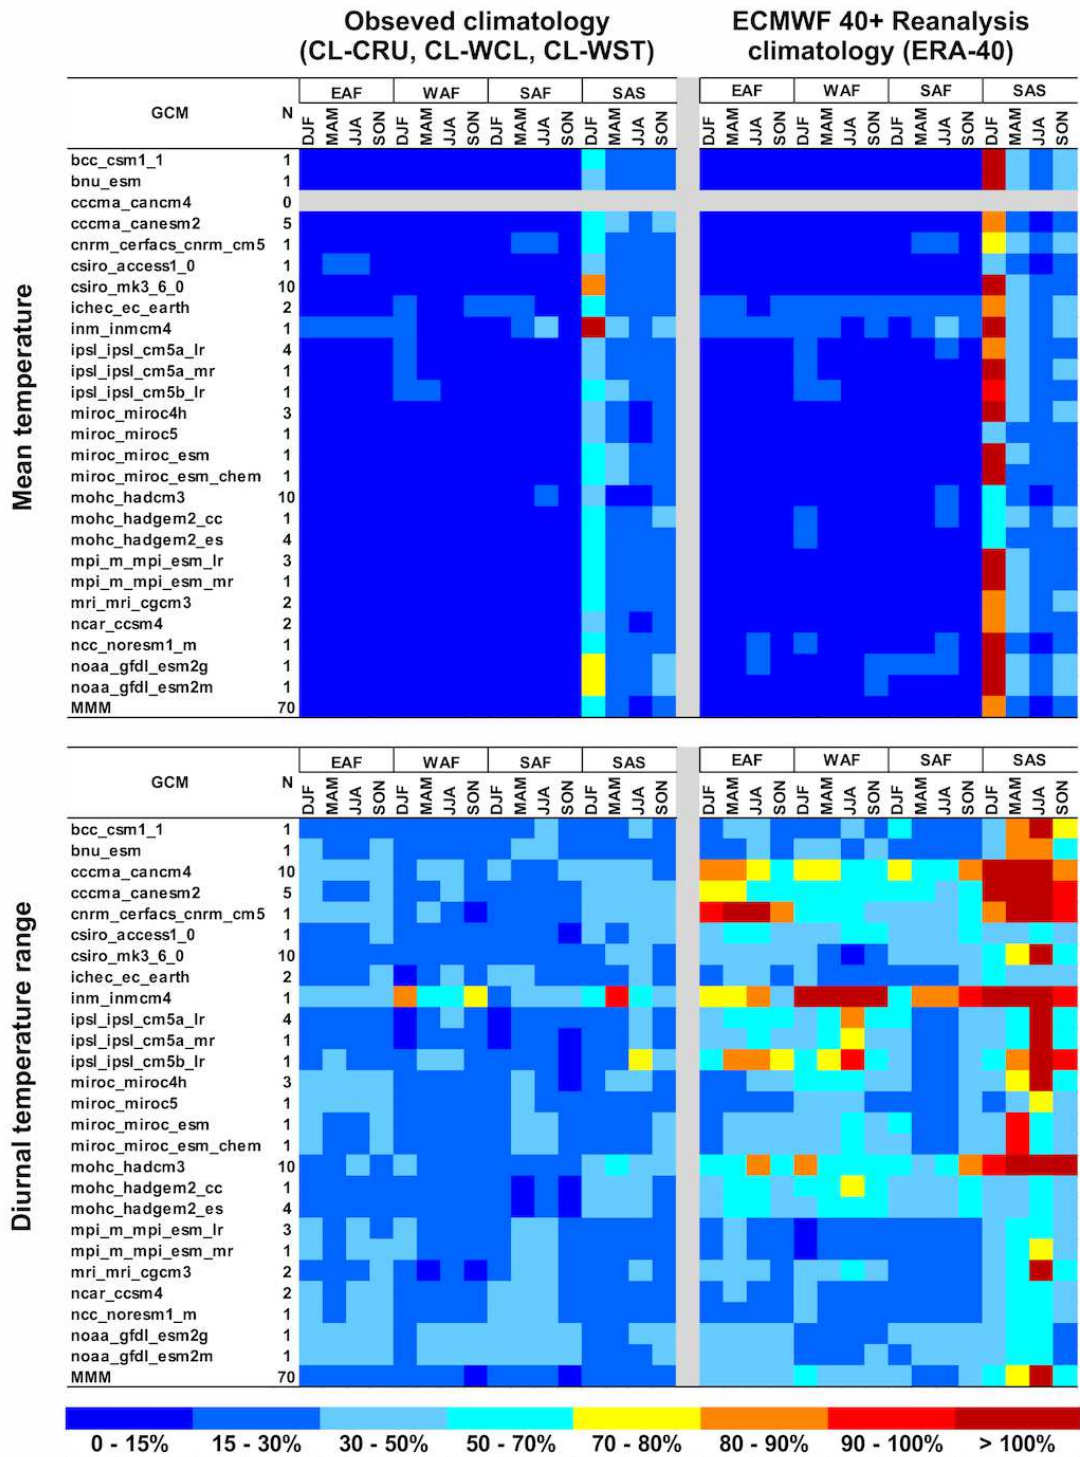 Obseved climatology
(CL-CRU, CL-WCL, CL-WST)
ECMWF 40+ Reanalysis
climatology (ERA-40)
EAF WAF SAF SAS EAF WAF SAF SAS
GCM N
DJF MAM JJA SON DJF MAM JJA SON DJF MAM JJA SON DJF MAM JJA SON DJF MAM JJA SON DJF MAM JJA SON DJF MAM JJA SON DJF MAM JJA SON
Mean temperature
bcc_csm1_1 1
bnu_esm 1
cccma_cancm4 0
cccma_canesm2 5
cnrm_cerfacs_cnrm_cm5 1
csiro_access1_0 1
csiro_mk3_6_0 10
ichec_ec_earth 2
inm_inmcm4 1
ipsl_ipsl_cm5a_lr 4
ipsl_ipsl_cm5a_mr 1
ipsl_ipsl_cm5b_lr 1
miroc_miroc4h 3
miroc_miroc5 1
miroc_miroc_esm 1
miroc_miroc_esm_chem 1
mohc_hadcm3 10
mohc_hadgem2_cc 1
mohc_hadgem2_es 4
mpi_m_mpi_esm_lr 3
mpi_m_mpi_esm_mr 1
mri_mri_cgcm3 2
ncar_ccsm4 2
ncc_noresm1_m 1
noaa_gfdl_esm2g 1
noaa_gfdl_esm2m 1
MMM 70
EAF WAF SAF SAS EAF WAF SAF SAS
GCM N
DJF MAM JJA SON DJF MAM JJA SON DJF MAM JJA SON DJF MAM JJA SON DJF MAM JJA SON DJF MAM JJA SON DJF MAM JJA SON DJF MAM JJA SON
Diurnal temperature range
bcc_csm1_1 1
bnu_esm 1
cccma_cancm4 10
cccma_canesm2 5
cnrm_cerfacs_cnrm_cm5 1
csiro_access1_0 1
csiro_mk3_6_0 10
ichec_ec_earth 2
inm_inmcm4 1
ipsl_ipsl_cm5a_lr 4
ipsl_ipsl_cm5a_mr 1
ipsl_ipsl_cm5b_lr 1
miroc_miroc4h 3
miroc_miroc5 1
miroc_miroc_esm 1
miroc_miroc_esm_chem 1
mohc_hadcm3 10
mohc_hadgem2_cc 1
mohc_hadgem2_es 4
mpi_m_mpi_esm_lr 3
mpi_m_mpi_esm_mr 1
mri_mri_cgcm3 2
ncar_ccsm4 2
ncc_noresm1_m 1
noaa_gfdl_esm2g 1
noaa_gfdl_esm2m 1
MMM 70
0 - 15% 15 - 30% 30 - 50% 50 - 70% 70 - 80% 80 - 90% 90 - 100% > 100%